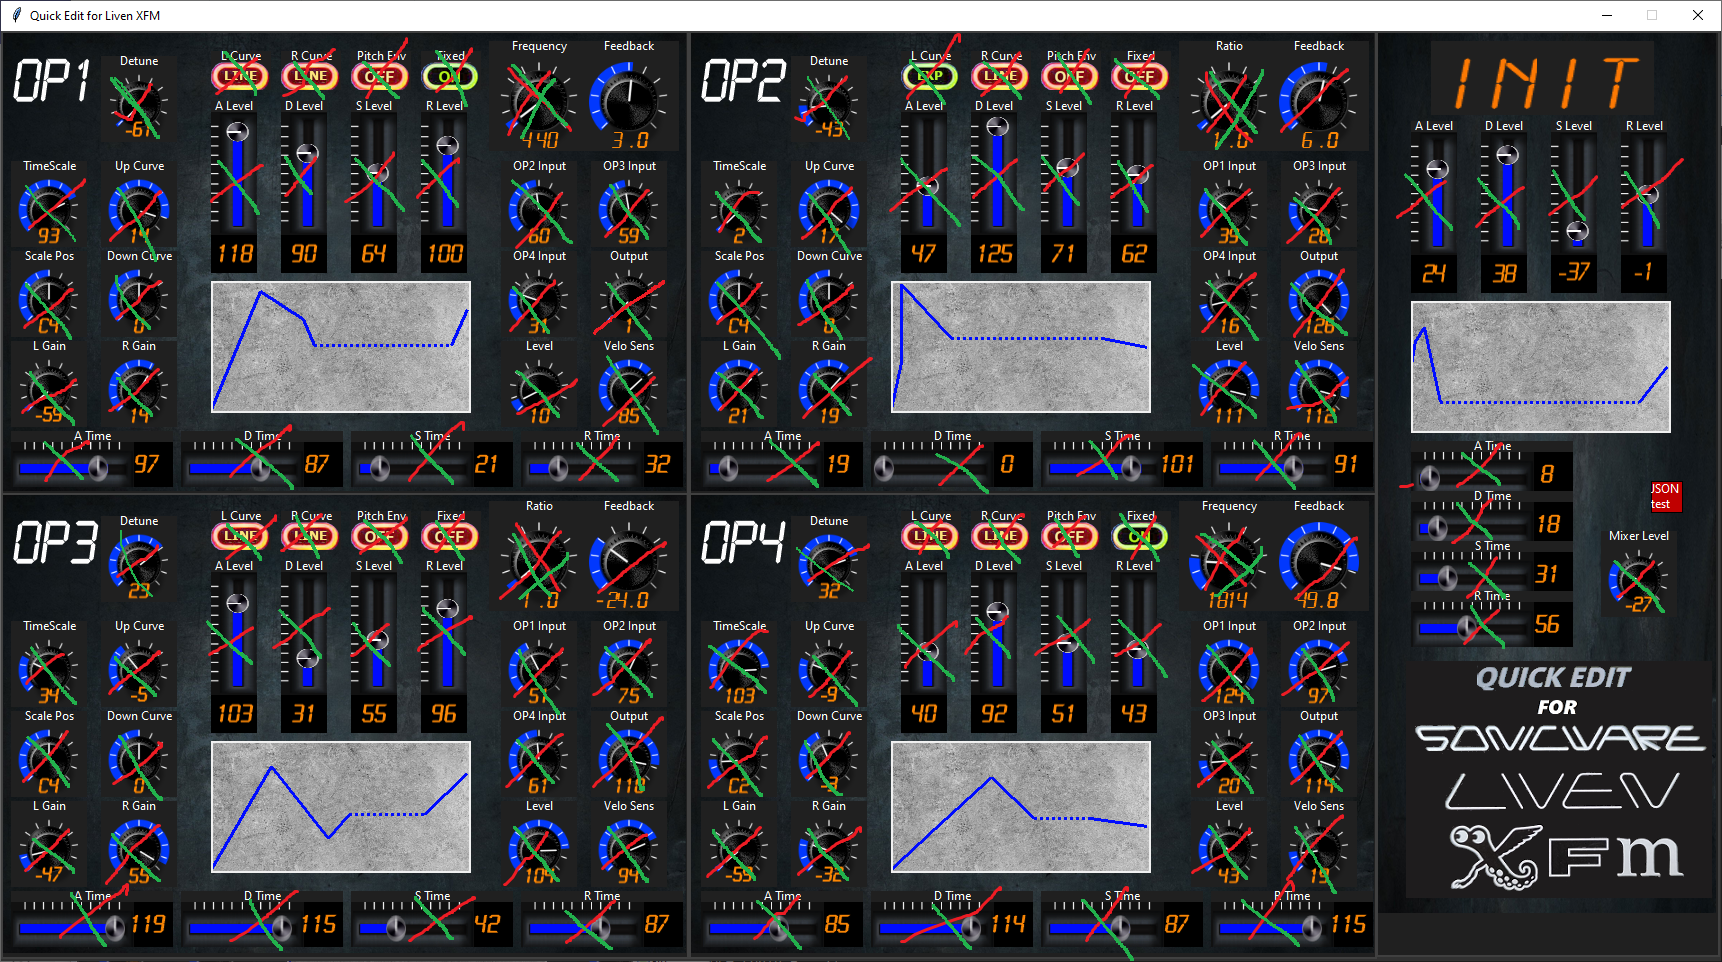 Quick Edit for Liven XFM
OP1
Detune
-61
L Curve
LINE
R Curve
LINE
Pitch Env
OFF
Fixed
ON
Frequency
440
Feedback
3.0
A Level
118
D Level
90
S Level
64
R Level
100
TimeScale
93
Up Curve
14
OP2 Input
60
OP3 Input
59
Scale Pos
C4
Down Curve
0
OP4 Input
31
Output
1
L Gain
-59
R Gain
14
Level
10
Velo Sens
85
A Time
97
D Time
87
S Time
21
R Time
32
OP2
Detune
-43
L Curve
EXP
R Curve
LINE
Pitch Env
OFF
Fixed
OFF
Ratio
1.0
Feedback
6.0
A Level
47
D Level
125
S Level
71
R Level
62
TimeScale
2
Up Curve
17
OP1 Input
39
OP3 Input
28
Scale Pos
C4
Down Curve
0
OP4 Input
16
Output
126
L Gain
21
R Gain
19
Level
111
Velo Sens
112
A Time
19
D Time
0
S Time
101
R Time
91
OP3
Detune
23
L Curve
LINE
R Curve
LINE
Pitch Env
OFF
Fixed
OFF
Ratio
1.0
Feedback
-24.0
A Level
103
D Level
31
S Level
55
R Level
96
TimeScale
34
Up Curve
-5
OP1 Input
51
OP2 Input
75
Scale Pos
C4
Down Curve
0
OP4 Input
61
Output
118
L Gain
-47
R Gain
55
Level
104
Velo Sens
94
A Time
119
D Time
115
S Time
42
R Time
87
OP4
Detune
32
L Curve
LINE
R Curve
LINE
Pitch Env
OFF
Fixed
ON
Frequency
1814
Feedback
49.8
A Level
40
D Level
92
S Level
51
R Level
43
TimeScale
103
Up Curve
-9
OP1 Input
124
OP2 Input
97
Scale Pos
C2
Down Curve
-3
OP3 Input
20
Output
114
L Gain
-59
R Gain
-32
Level
43
Velo Sens
19
A Time
85
D Time
114
S Time
87
R Time
115
INIT
A Level
24
D Level
38
S Level
-37
R Level
-1
A Time
8
D Time
18
S Time
31
R Time
56
JSON
test
Mixer Level
-27
QUICK EDIT
FOR
SONICWARE
LIVEN
XFm